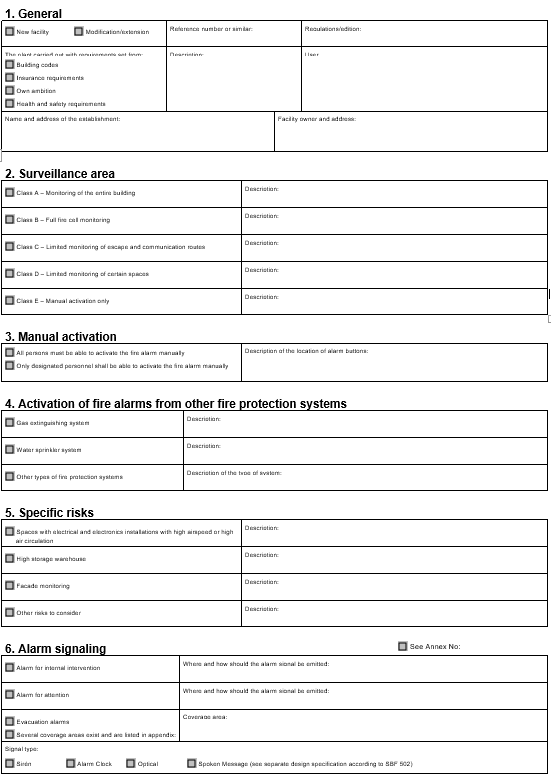 1. General
New facility Modification/extension Reference number or similar: Regulations/edition:
The plant carried out with requirements set from: Description: User
Building codes
Insurance requirements
Own ambition
Health and safety requirements
Name and address of the establishment: Facility owner and address:
2. Surveillance area
Class A – Monitoring of the entire building Description:
Class B – Full fire cell monitoring Description:
Class C – Limited monitoring of escape and communication routes Description:
Class D – Limited monitoring of certain spaces Description:
Class E – Manual activation only Description:
3. Manual activation
All persons must be able to activate the fire alarm manually Description of the location of alarm buttons:
Only designated personnel shall be able to activate the fire alarm manually
4. Activation of fire alarms from other fire protection systems
Gas extinguishing system Description:
Water sprinkler system Description:
Other types of fire protection systems Description of the type of system:
5. Specific risks
Spaces with electrical and electronics installations with high airspeed or high Description:
air circulation
High storage warehouse Description:
Facade monitoring Description:
Other risks to consider Description:
6. Alarm signaling See Annex No:
Alarm for internal intervention Where and how should the alarm signal be emitted:
Alarm for attention Where and how should the alarm signal be emitted:
Evacuation alarms Coverage area:
Several coverage areas exist and are listed in appendix:
Signal type:
Sirén Alarm Clock Optical Spoken Message (see separate design specification according to SBF 502)